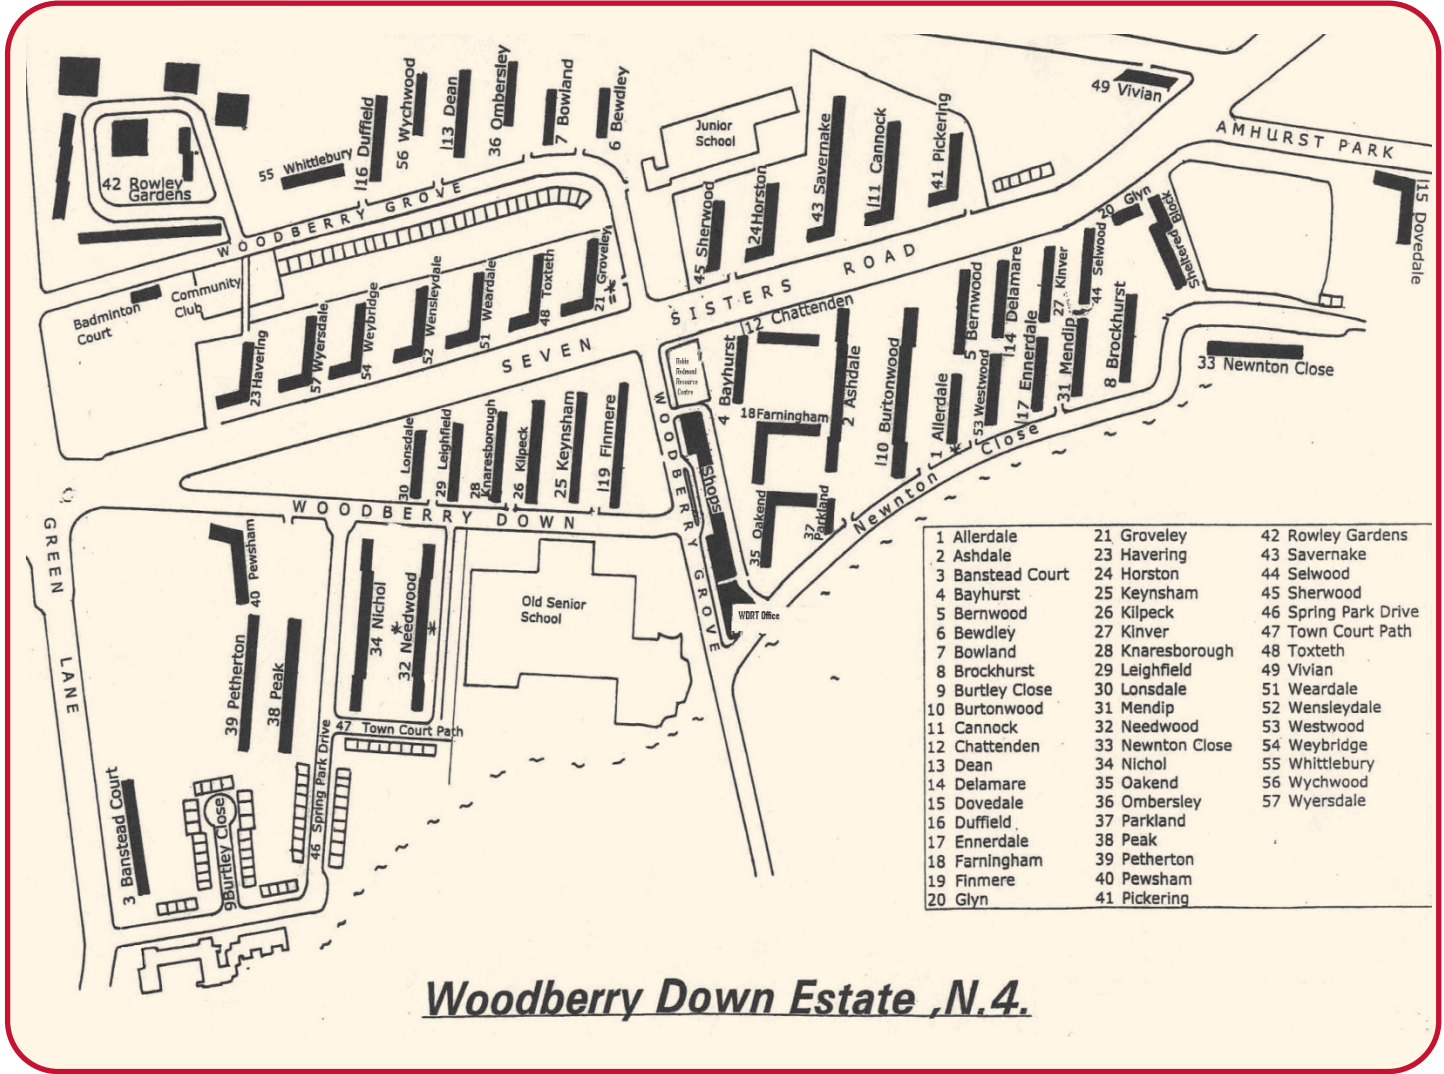 49 Vivian
AMHURST PARK
15 Dovedale
42 Rowley
Gardens
55 Whittlebury
16 Duffield
56 Wychwood
13 Dean
36 Ombersley
7 Bowland
6 Bewdley
Junior
School
45 Sherwood
24 Horston
43 Savernake
11 Cannock
41 Pickering
WOODBERRY GROVE
Badminton
Court
Community
Club
23 Havering
57 Wyersdale
54 Weybridge
52 Wensleydale
51 Weardale
48 Toxteth
21 Groveley
SEVEN SISTERS ROAD
12 Chattenden
20 Glyn
Sheltered Block
44 Selwood
27 Kinver
14 Delamare
5 Bernwood
8 Brockhurst
31 Mendip
17 Ennerdale
53 Westwood
1 Allerdale
10 Burtonwood
2 Ashdale
4 Bayhurst
18 Farningham
33 Newnton Close
Newnton Close
37 Parkland
35 Oakend
Robin
Redmond
Resource
Centre
Shops
WDRT Office
WOODBERRY GROVE
30 Lonsdale
29 Leighfield
28 Knaresborough
26 Kilpeck
25 Keynsham
19 Finmere
WOODBERRY DOWN
GREEN LANE
40 Pewsham
39 Petherton
38 Peak
34 Nichol
32 Needwood
Old Senior
School
47 Town Court Path
46 Spring Park Drive
3 Banstead Court
9 Burtley Close
1 Allerdale
2 Ashdale
3 Banstead Court
4 Bayhurst
5 Bernwood
6 Bewdley
7 Bowland
8 Brockhurst
9 Burtley Close
10 Burtonwood
11 Cannock
12 Chattenden
13 Dean
14 Delamare
15 Dovedale
16 Duffield
17 Ennerdale
18 Farningham
19 Finmere
20 Glyn
21 Groveley
23 Havering
24 Horston
25 Keynsham
26 Kilpeck
27 Kinver
28 Knaresborough
29 Leighfield
30 Lonsdale
31 Mendip
32 Needwood
33 Newnton Close
34 Nichol
35 Oakend
36 Ombersley
37 Parkland
38 Peak
39 Petherton
40 Pewsham
41 Pickering
42 Rowley Gardens
43 Savernake
44 Selwood
45 Sherwood
46 Spring Park Drive
47 Town Court Path
48 Toxteth
49 Vivian
51 Weardale
52 Wensleydale
53 Westwood
54 Weybridge
55 Whittlebury
56 Wychwood
57 Wyersdale
Woodberry Down Estate ,N.4.